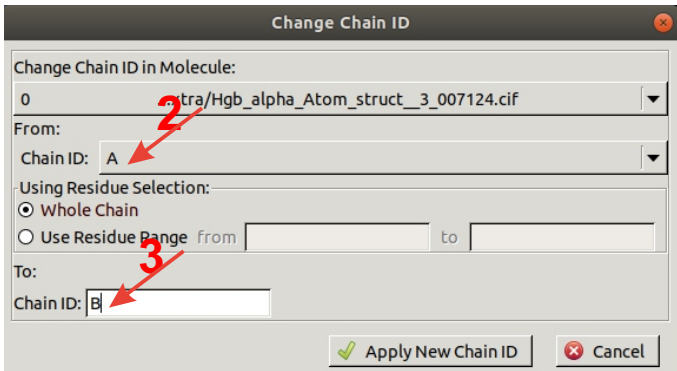 Change Chain ID
Change Chain ID in Molecule:
0 .xtra/Hgb_alpha_Atom_struct__3_007124.cif
2
From:
Chain ID: A
Using Residue Selection:
Whole Chain
Use Residue Range from to
3
To:
Chain ID: B
Apply New Chain ID Cancel